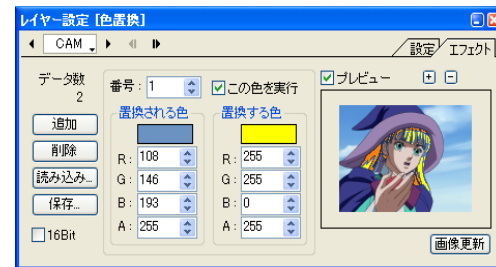 レイヤー設定 [色置換]
CAM
設定 エフェクト
データ数
2
番号: 1
この色を実行
プレビュー
追加
削除
読み込み...
保存...
16Bit
置換される色
R: 108
G: 146
B: 193
A: 255
置換する色
R: 255
G: 255
B: 0
A: 255
画像更新